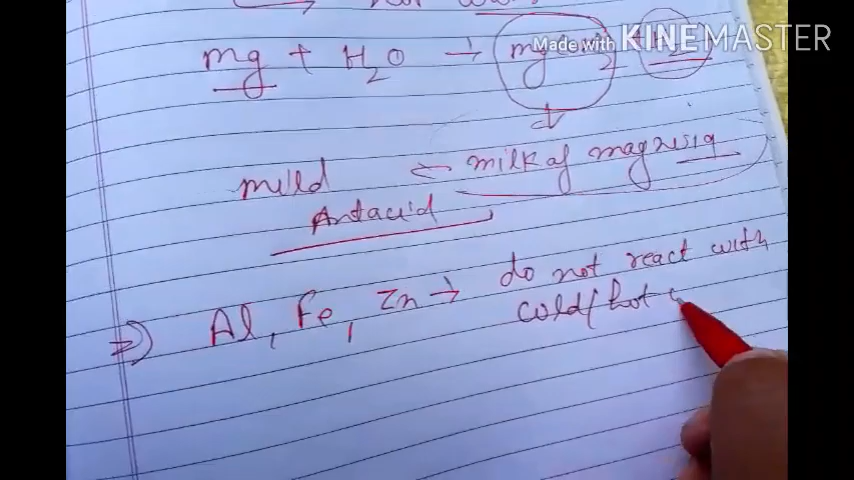 Made with KINEMASTER
mg + H2O →
milk of magnesia
mild
Antacid
⇒) Al, Fe, Zn → do not react with
cold/hot